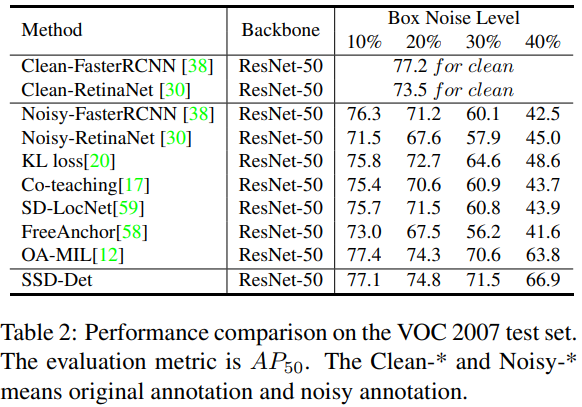 Method Backbone Box Noise Level
10% 20% 30% 40%
Clean-FasterRCNN [38] ResNet-50 77.2 for clean
Clean-RetinaNet [30] ResNet-50 73.5 for clean
Noisy-FasterRCNN [38] ResNet-50 76.3 71.2 60.1 42.5
Noisy-RetinaNet [30] ResNet-50 71.5 67.6 57.9 45.0
KL loss[20] ResNet-50 75.8 72.7 64.6 48.6
Co-teaching[17] ResNet-50 75.4 70.6 60.9 43.7
SD-LocNet[59] ResNet-50 75.7 71.5 60.8 43.9
FreeAnchor[58] ResNet-50 73.0 67.5 56.2 41.6
OA-MIL[12] ResNet-50 77.4 74.3 70.6 63.8
SSD-Det ResNet-50 77.1 74.8 71.5 66.9
Table 2: Performance comparison on the VOC 2007 test set.
The evaluation metric is AP50. The Clean-* and Noisy-*
means original annotation and noisy annotation.